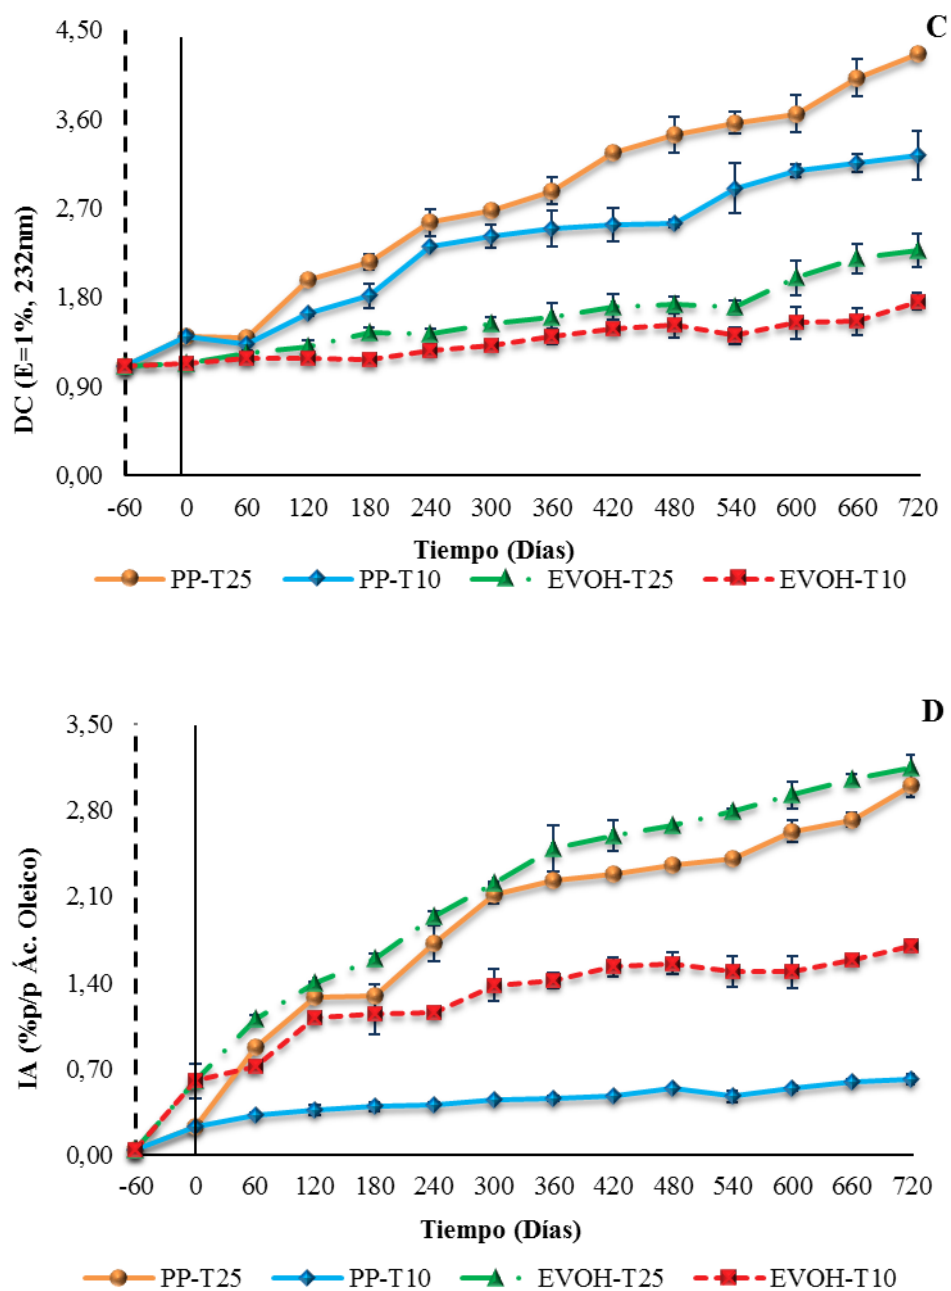 C
4,50
3,60
2,70
1,80
0,90
0,00
DC (E=1%, 232nm)
-60 0 60 120 180 240 300 360 420 480 540 600 660 720
Tiempo (Días)
PP-T25 PP-T10 EVOH-T25 EVOH-T10
D
3,50
2,80
2,10
1,40
0,70
0,00
IA (%p/p Ác. Oleico)
-60 0 60 120 180 240 300 360 420 480 540 600 660 720
Tiempo (Días)
PP-T25 PP-T10 EVOH-T25 EVOH-T10